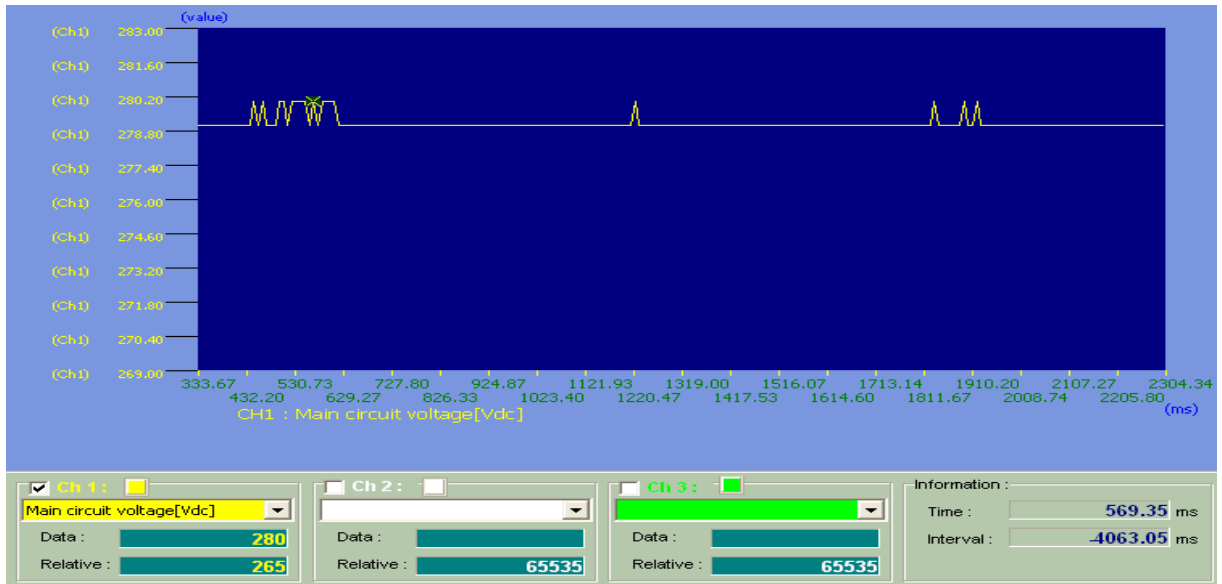 (value)
(Ch1) 283.00
(Ch1) 281.60
(Ch1) 280.20
(Ch1) 278.80
(Ch1) 277.40
(Ch1) 276.00
(Ch1) 274.60
(Ch1) 273.20
(Ch1) 271.80
(Ch1) 270.40
(Ch1) 269.00
333.67 530.73 727.80 924.87 1121.93 1319.00 1516.07 1713.14 1910.20 2107.27 2304.34
432.20 629.27 826.33 1023.40 1220.47 1417.53 1614.60 1811.67 2008.74 2205.80
(ms)
CH1 : Main circuit voltage[Vdc]
Ch 1 :
Main circuit voltage[Vdc]
Data : 280
Relative : 265
Ch 2 :
Data :
Relative : 65535
Ch 3 :
Data :
Relative : 65535
Information :
Time : 569.35 ms
Interval : -4063.05 ms